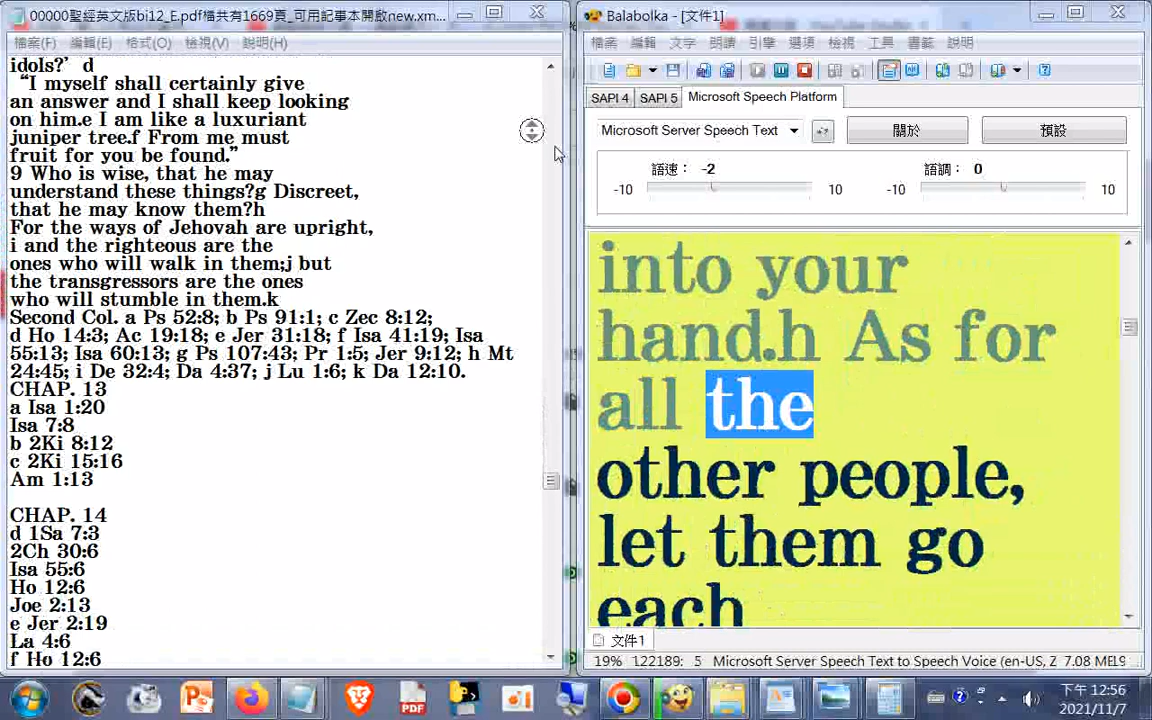 00000聖經英文版bi12_E.pdf檔共有1669頁_可用記事本開啟new.xm...
檔案(F) 編輯(E) 格式(O) 檢視(V) 說明(H)
idols?’ d
“I myself shall certainly give
an answer and I shall keep looking
on him.e I am like a luxuriant
juniper tree.f From me must
fruit for you be found.”
9 Who is wise, that he may
understand these things?g Discreet,
that he may know them?h
For the ways of Jehovah are upright,
i and the righteous are the
ones who will walk in them;j but
the transgressors are the ones
who will stumble in them.k
Second Col. a Ps 52:8; b Ps 91:1; c Zec 8:12;
d Ho 14:3; Ac 19:18; e Jer 31:18; f Isa 41:19; Isa
55:13; Isa 60:13; g Ps 107:43; Pr 1:5; Jer 9:12; h Mt
24:45; i De 32:4; Da 4:37; j Lu 1:6; k Da 12:10.
CHAP. 13
a Isa 1:20
Isa 7:8
b 2Ki 8:12
c 2Ki 15:16
Am 1:13
CHAP. 14
d 1Sa 7:3
2Ch 30:6
Isa 55:6
Ho 12:6
Joe 2:13
e Jer 2:19
La 4:6
f Ho 12:6
Balabolka - [文件1]
檔案 編輯 文字 朗讀 引擎 選項 檢視 工具 書籤 說明
SAPI 4 SAPI 5 Microsoft Speech Platform
Microsoft Server Speech Text 關於 預設
語速： -2 語調： 0
-10 10 -10 10
into your
hand.h As for
all the
other people,
let them go
each
文件1
19% 122189: 5 Microsoft Server Speech Text to Speech Voice (en-US, Z 7.08 ME
下午 12:56
2021/11/7